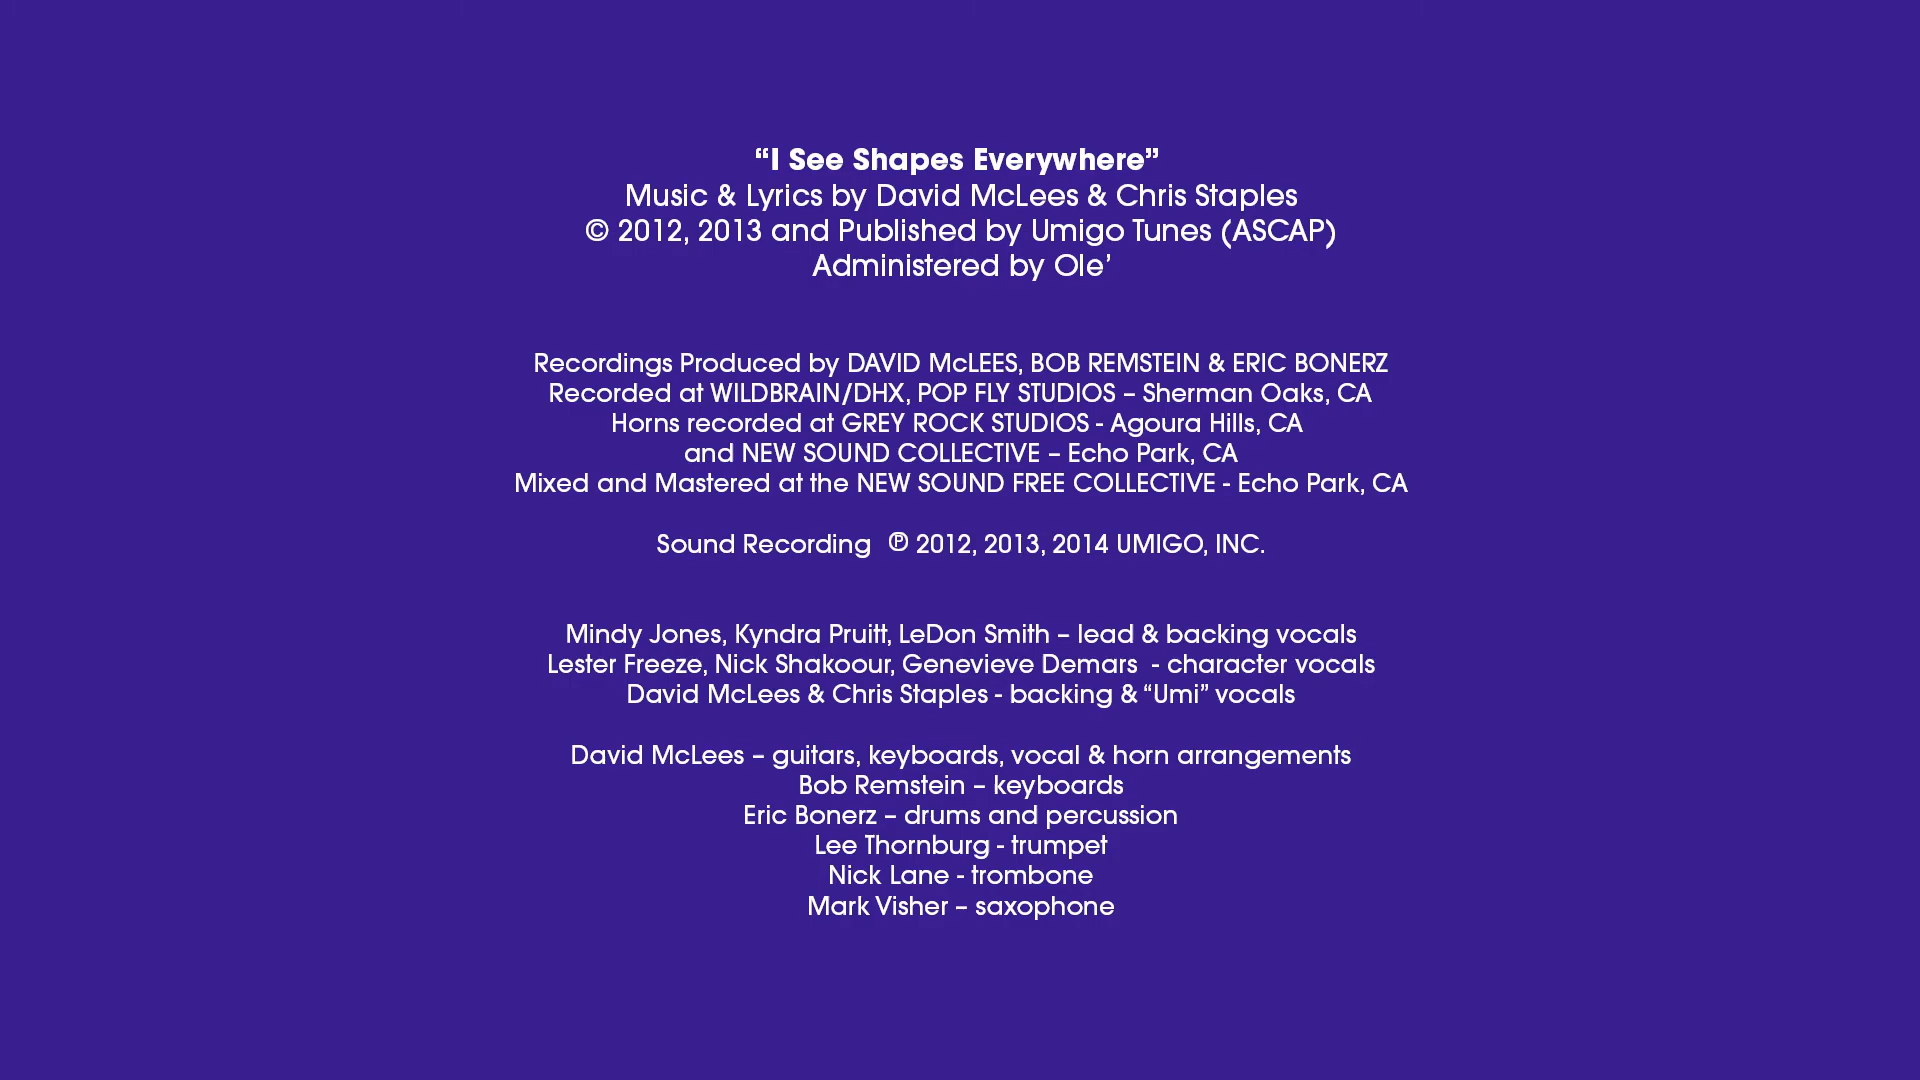 “I See Shapes Everywhere”
Music & Lyrics by David McLees & Chris Staples
© 2012, 2013 and Published by Umigo Tunes (ASCAP)
Administered by Ole’
Recordings Produced by DAVID McLEES, BOB REMSTEIN & ERIC BONERZ
Recorded at WILDBRAIN/DHX, POP FLY STUDIOS – Sherman Oaks, CA
Horns recorded at GREY ROCK STUDIOS - Agoura Hills, CA
and NEW SOUND COLLECTIVE – Echo Park, CA
Mixed and Mastered at the NEW SOUND FREE COLLECTIVE - Echo Park, CA
Sound Recording ℗ 2012, 2013, 2014 UMIGO, INC.
Mindy Jones, Kyndra Pruitt, LeDon Smith – lead & backing vocals
Lester Freeze, Nick Shakoour, Genevieve Demars - character vocals
David McLees & Chris Staples - backing & “Umi” vocals
David McLees – guitars, keyboards, vocal & horn arrangements
Bob Remstein – keyboards
Eric Bonerz – drums and percussion
Lee Thornburg - trumpet
Nick Lane - trombone
Mark Visher – saxophone